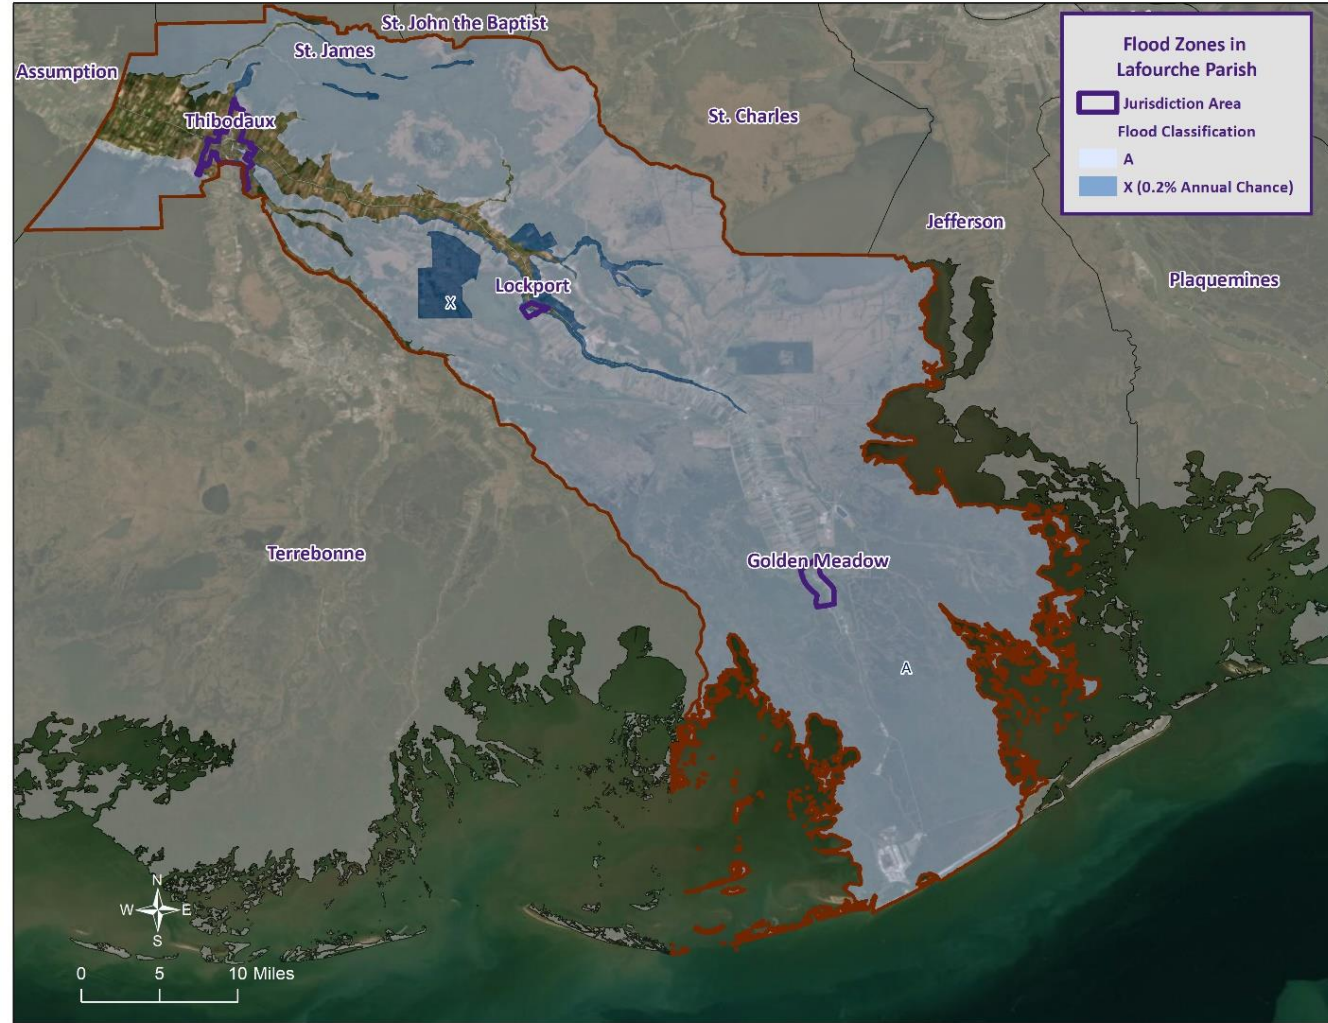 St. John the Baptist
St. James
Assumption
Thibodaux
St. Charles
Flood Zones in
Lafourche Parish
Jurisdiction Area
Flood Classification
A
X (0.2% Annual Chance)
Jefferson
Plaquemines
Lockport
X
Terrebonne
Golden Meadow
A
N
W E
S
0 5 10 Miles